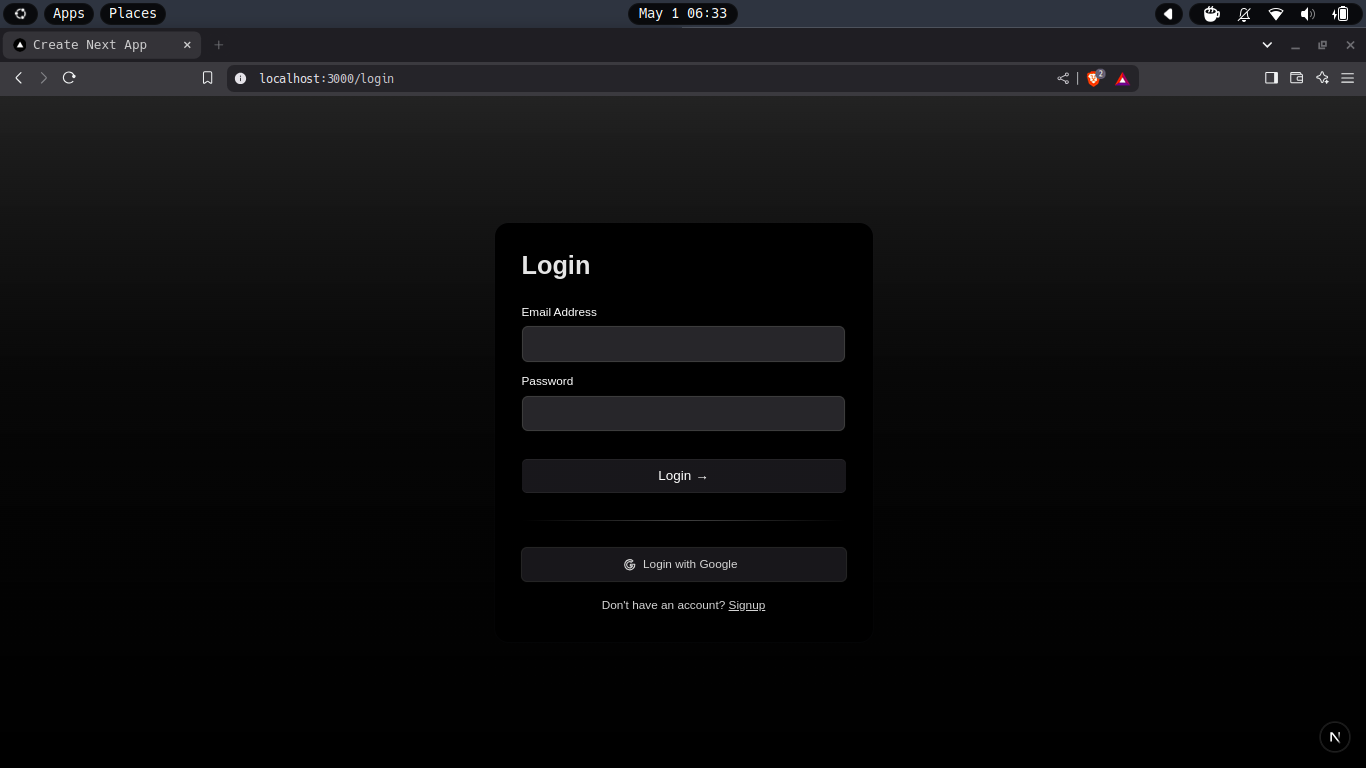 Apps Places May 1 06:33
Create Next App
localhost:3000/login 2
Login
Email Address
Password
Login →
Login with Google
Don't have an account? Signup
N